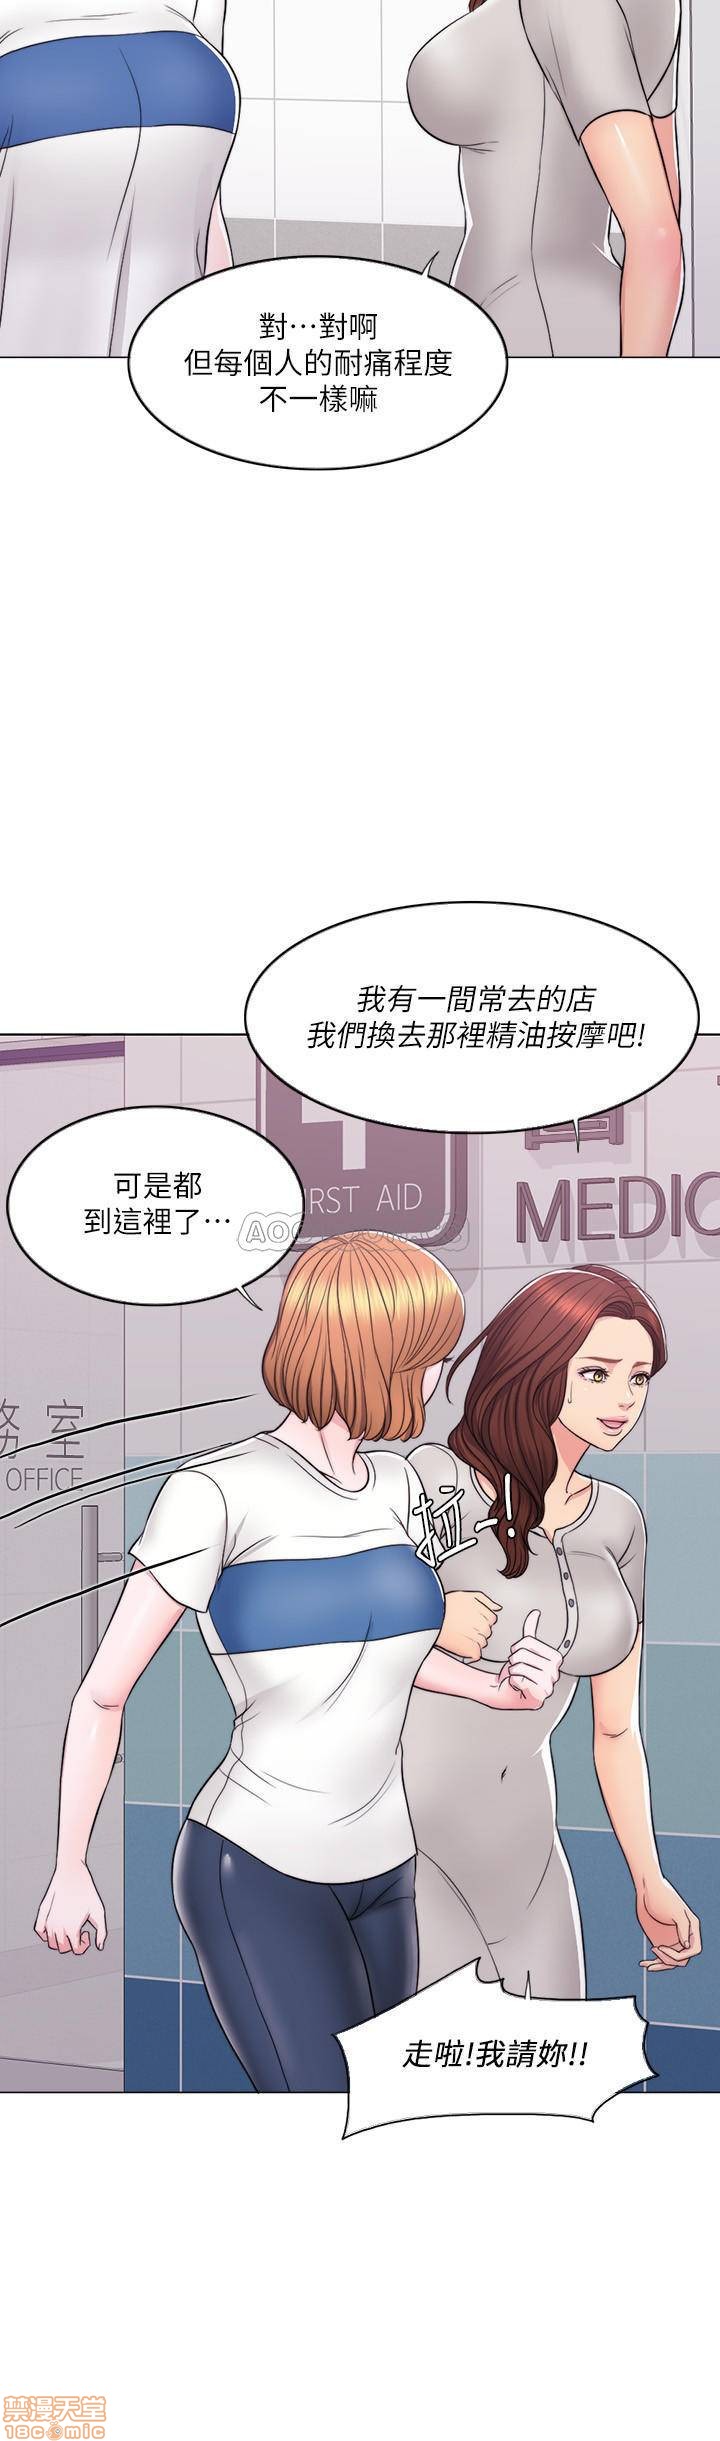 對…對啊
但每個人的耐痛程度
不一樣嘛
我有一間常去的店
我們換去那裡精油按摩吧!
可是都
到這裡了…
FIRST AID
MEDIC
務室
OFFICE
拉一!
走啦!我請妳!!
禁漫天堂
18comic